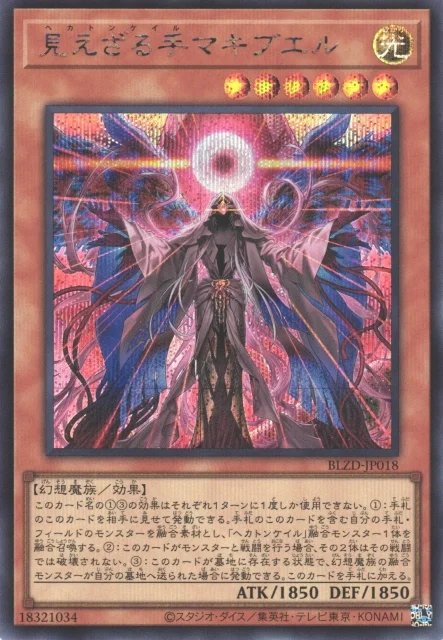 ヘカトンケイル
見えざる手マキブエル
光
BLZD-JP018
【幻想魔族／効果】
このカード名の①③の効果はそれぞれ1ターンに1度しか使用できない。①：手札
のこのカードを相手に見せて発動できる。手札のこのカードを含む自分の手札・
フィールドのモンスターを融合素材とし、「ヘカトンケイル」融合モンスター1体を
融合召喚する。②：このカードがモンスターと戦闘を行う場合、その2体はその戦闘
では破壊されない。③：このカードが墓地に存在する状態で、幻想魔族の融合
モンスターが自分の墓地へ送られた場合に発動できる。このカードを手札に加える。
ATK/1850 DEF/1850
18321034
©スタジオ・ダイス/集英社・テレビ東京・KONAMI